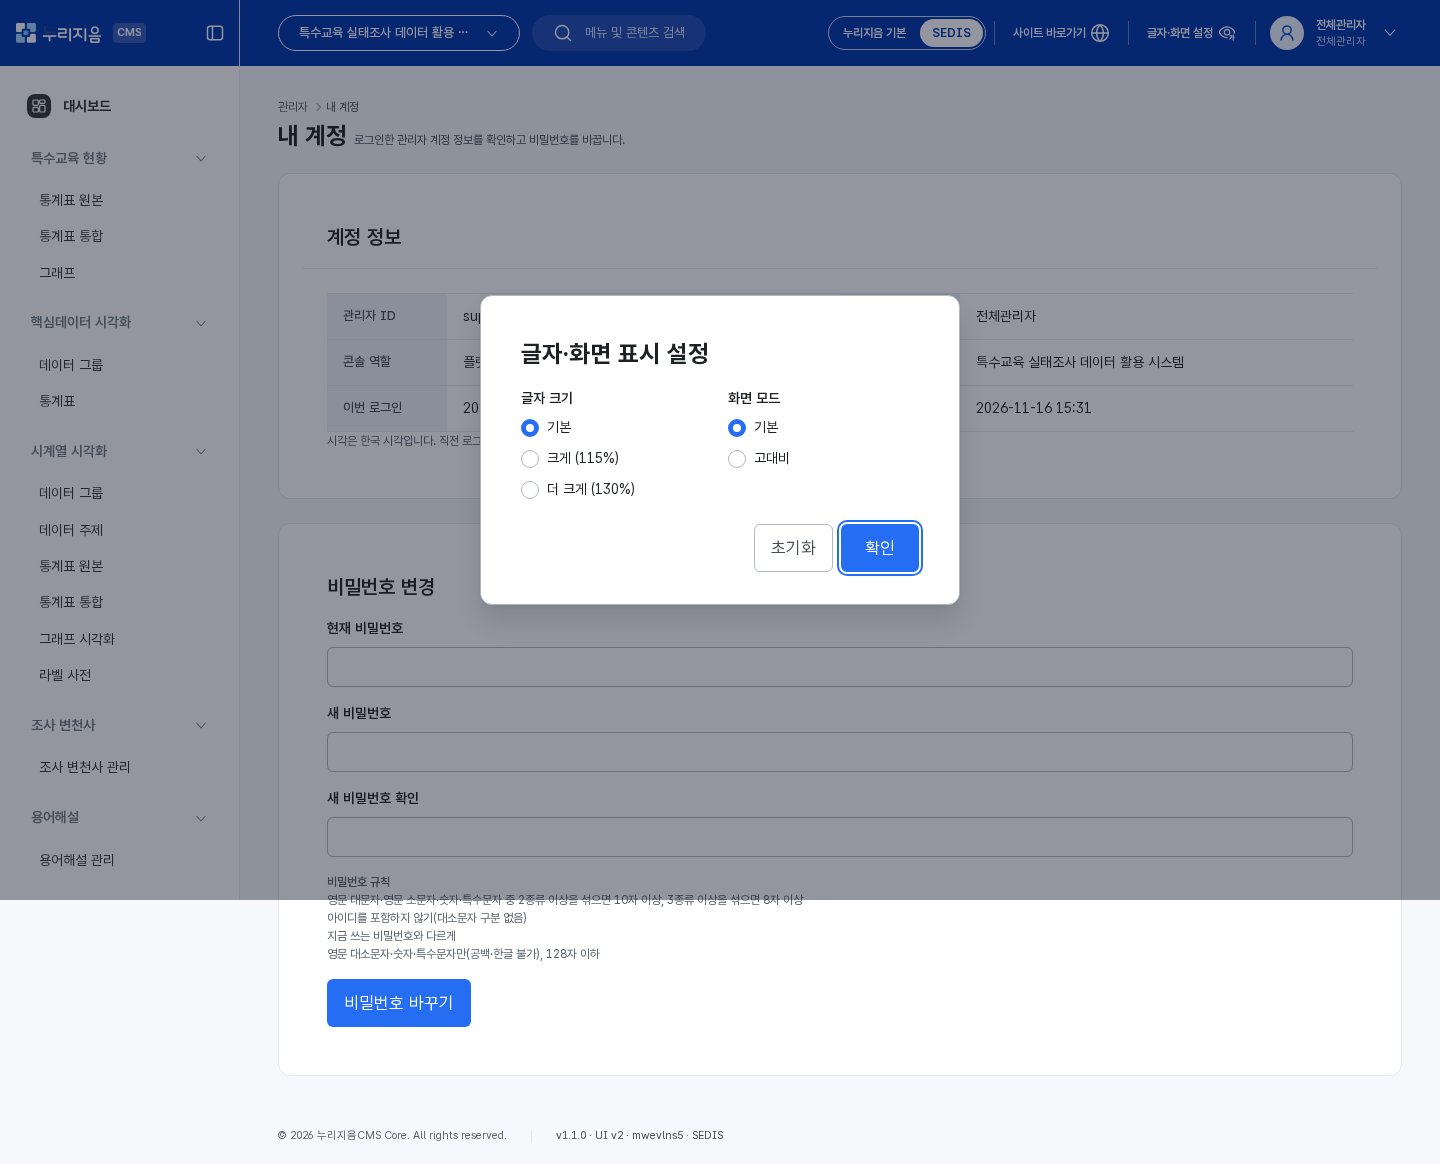 누리지음 CMS
특수교육 실태조사 데이터 활용 ···
메뉴 및 콘텐츠 검색
누리지음 기본
SEDIS
사이트 바로가기
글자·화면 설정
전체관리자
전체관리자
대시보드
특수교육 현황
통계표 원본
통계표 통합
그래프
핵심데이터 시각화
데이터 그룹
통계표
시계열 시각화
데이터 그룹
데이터 주제
통계표 원본
통계표 통합
그래프 시각화
라벨 사전
조사 변천사
조사 변천사 관리
용어해설
용어해설 관리
관리자 > 내 계정
내 계정 로그인한 관리자 계정 정보를 확인하고 비밀번호를 바꿉니다.
계정 정보
관리자 ID
전체관리자
콘솔 역할
특수교육 실태조사 데이터 활용 시스템
이번 로그인
20
2026-11-16 15:31
시각은 한국 시각입니다. 직전 로그
글자·화면 표시 설정
글자 크기
기본
크게 (115%)
더 크게 (130%)
화면 모드
기본
고대비
초기화
확인
비밀번호 변경
현재 비밀번호
새 비밀번호
새 비밀번호 확인
비밀번호 규칙
영문 대문자·영문 소문자·숫자·특수문자 중 2종류 이상을 섞으면 10자 이상, 3종류 이상을 섞으면 8자 이상
아이디를 포함하지 않기(대소문자 구분 없음)
지금 쓰는 비밀번호와 다르게
영문 대소문자·숫자·특수문자만(공백·한글 불가), 128자 이하
비밀번호 바꾸기
© 2026 누리지음CMS Core. All rights reserved.
v1.1.0 · UI v2 · mwevlns5 · SEDIS